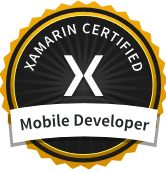 XAMARIN CERTIFIED
X
Mobile Developer